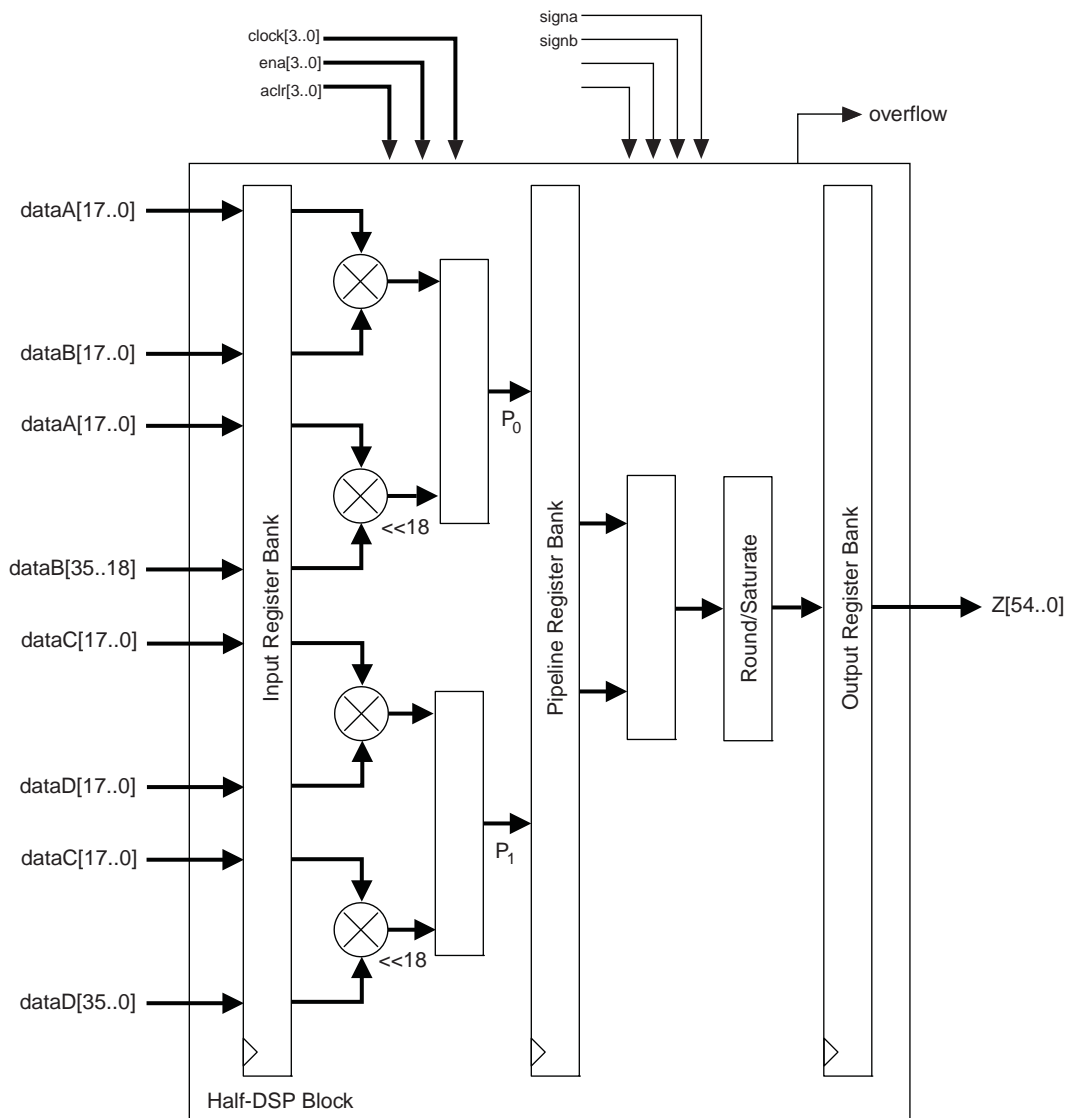 clock[3..0]
ena[3..0]
aclr[3..0]
signa
signb
overflow
dataA[17..0]
dataB[17..0]
dataA[17..0]
dataB[35..18]
dataC[17..0]
dataD[17..0]
dataC[17..0]
dataD[35..0]
Input Register Bank
<<18
<<18
P0
P1
Pipeline Register Bank
Round/Saturate
Output Register Bank
Z[54..0]
Half-DSP Block